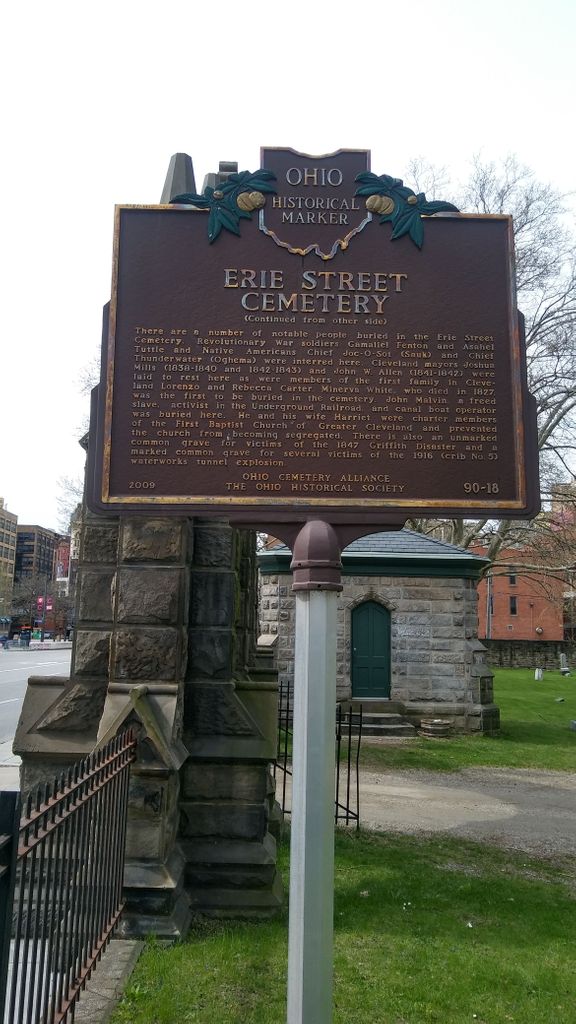 OHIO
HISTORICAL
MARKER
ERIE STREET
CEMETERY
(Continued from other side)
There are a number of notable people buried in the Erie Street
Cemetery. Revolutionary War soldiers Gamaliel Fenton and Asahel
Tuttle and Native Americans Chief Joc-O-Sot (Sauk) and Chief
Thunderwater (Oghema) were interred here. Cleveland mayors Joshua
Mills (1838-1840 and 1842-1843) and John W. Allen (1841-1842) were
laid to rest here as were members of the first family in Cleve-
land Lorenzo and Rebecca Carter. Minerva White, who died in 1827,
was the first to be buried in the cemetery. John Malvin, a freed
slave, activist in the Underground Railroad, and canal boat operator
was buried here. He and his wife Harriet were charter members
of the First Baptist Church of Greater Cleveland and prevented
the church from becoming segregated. There is also an unmarked
common grave for victims of the 1847 Griffith Disaster and a
marked common grave for several victims of the 1916 (crib No. 5)
waterworks tunnel explosion.
OHIO CEMETERY ALLIANCE
2009 THE OHIO HISTORICAL SOCIETY 90-18